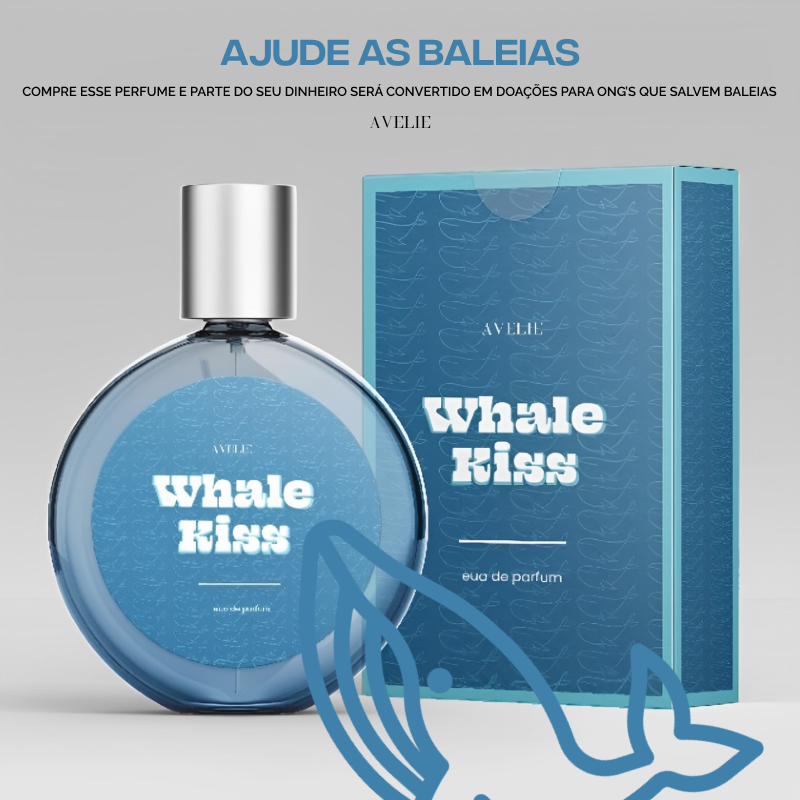 AJUDE AS BALEIAS
COMPRE ESSE PERFUME E PARTE DO SEU DINHEIRO SERÁ CONVERTIDO EM DOAÇÕES PARA ONG'S QUE SALVEM BALEIAS
AVELIE
AVELIE
Whale
Kiss
eua de parfum
AVELIE
Whale
Kiss
eua de parfum